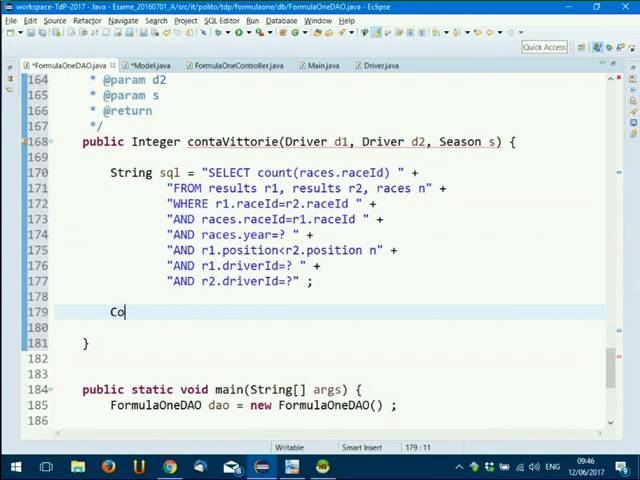 workspace-TdP-2017 - Java - Esame_20160701_A/src/it/polito/tdp/formulaone/db/FormulaOneDAO.java - Eclipse
File Edit Source Refactor Navigate Search Project SQL Editor Run Database Window Help
Quick Access
*FormulaOneDAO.java *Model.java FormulaOneController.java Main.java Driver.java
164 * @param d2
165 * @param s
166 * @return
167 */
168 public Integer contaVittorie(Driver d1, Driver d2, Season s) {
169
170 String sql = "SELECT count(races.raceId) " +
171 "FROM results r1, results r2, races n" +
172 "WHERE r1.raceId=r2.raceId " +
173 "AND races.raceId=r1.raceId " +
174 "AND races.year=? " +
175 "AND r1.position<r2.position n" +
176 "AND r1.driverId=? " +
177 "AND r2.driverId=?" ;
178
179 Co
180
181 }
182
183
184 public static void main(String[] args) {
185 FormulaOneDAO dao = new FormulaOneDAO() ;
186
Writable Smart Insert 179 : 11
09:46
12/06/2017